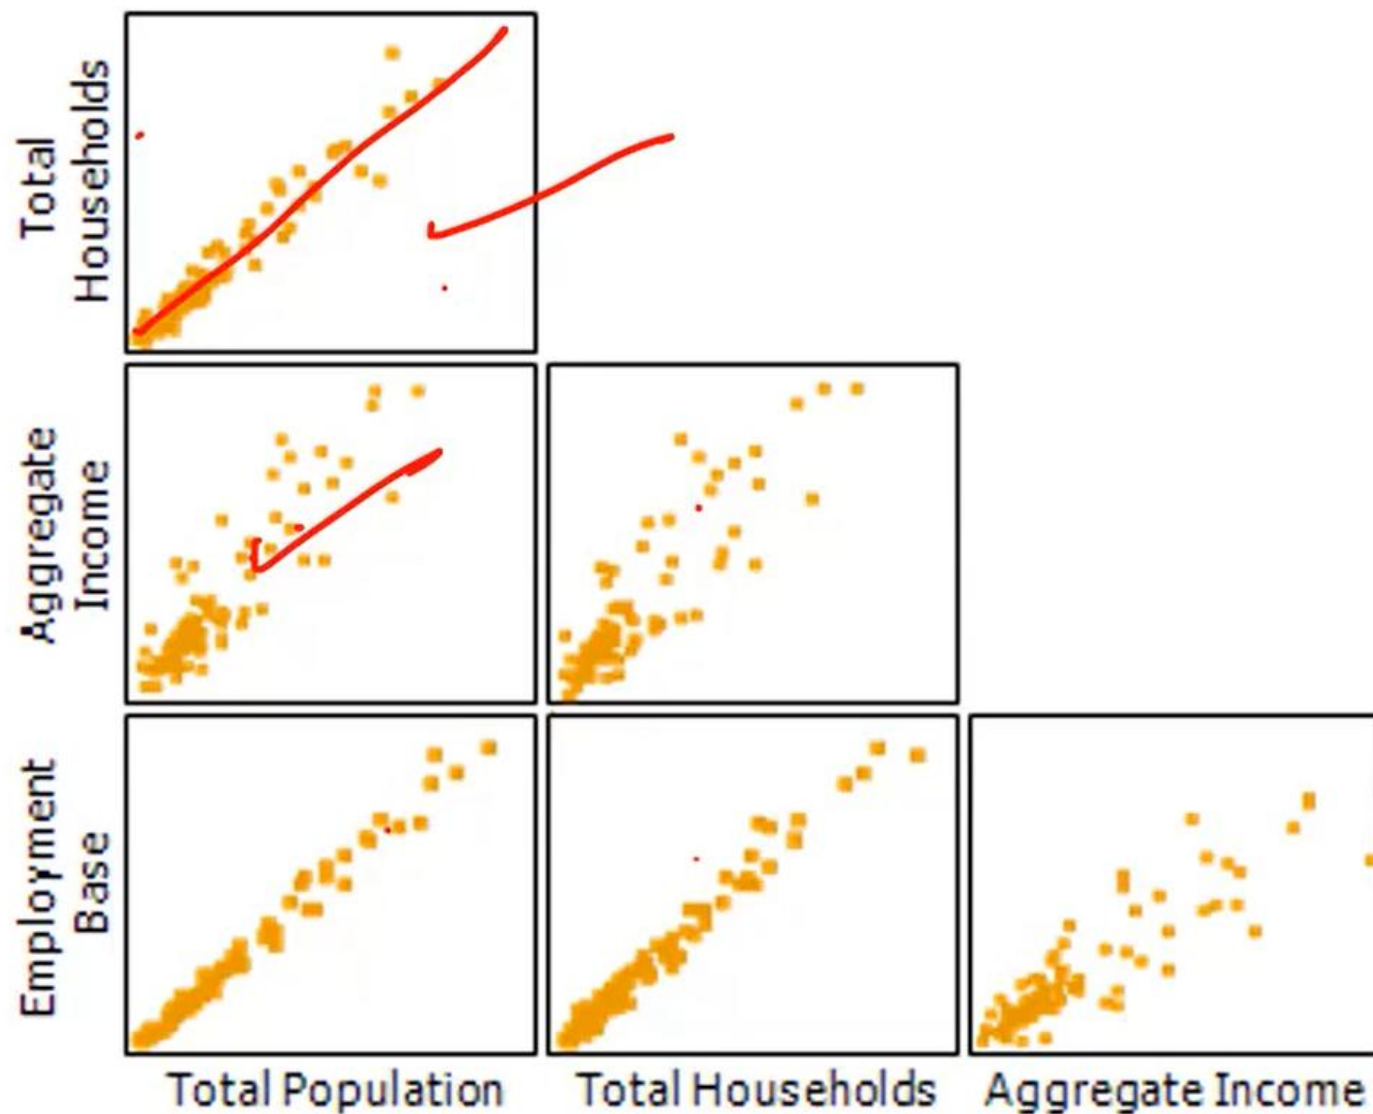 Total
Households
Aggregate
Income
Employment
Base
Total Population
Total Households
Aggregate Income